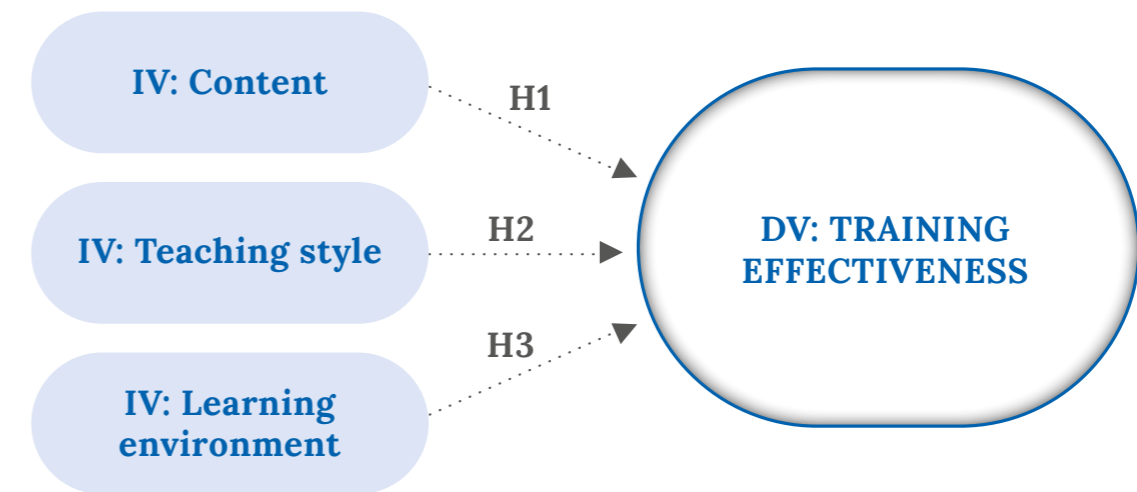 IV: Content
H1
IV: Teaching style
H2
DV: TRAINING
EFFECTIVENESS
H3
IV: Learning
environment